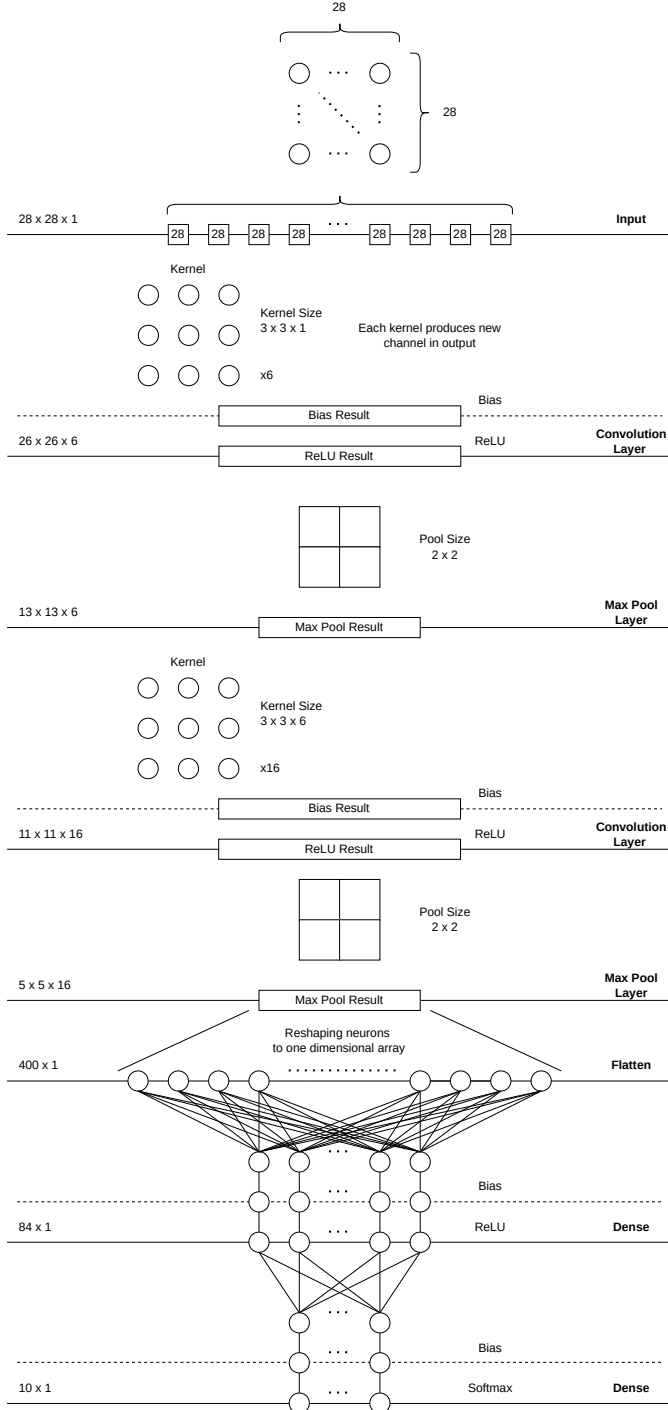 28
28
28 x 28 x 1
28 28 28 28 ... 28 28 28 28
Input
Kernel
Kernel Size
3 x 3 x 1
Each kernel produces new
channel in output
x6
Bias
Bias Result
26 x 26 x 6
ReLU Result
ReLU
Convolution
Layer
Pool Size
2 x 2
13 x 13 x 6
Max Pool Result
Max Pool
Layer
Kernel
Kernel Size
3 x 3 x 6
x16
Bias
Bias Result
11 x 11 x 16
ReLU Result
ReLU
Convolution
Layer
Pool Size
2 x 2
5 x 5 x 16
Max Pool Result
Max Pool
Layer
Reshaping neurons
to one dimensional array
400 x 1
Flatten
Bias
84 x 1
ReLU
Dense
Bias
10 x 1
Softmax
Dense